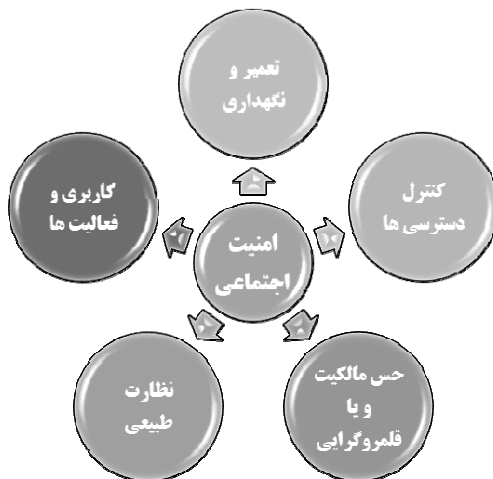 تعمیر و
نگهداری
کنترل
دسترسی ها
کاربری و
فعالیت ها
امنیت
اجتماعی
حس مالکیت
و یا
قلمروگرایی
نظارت
طبیعی